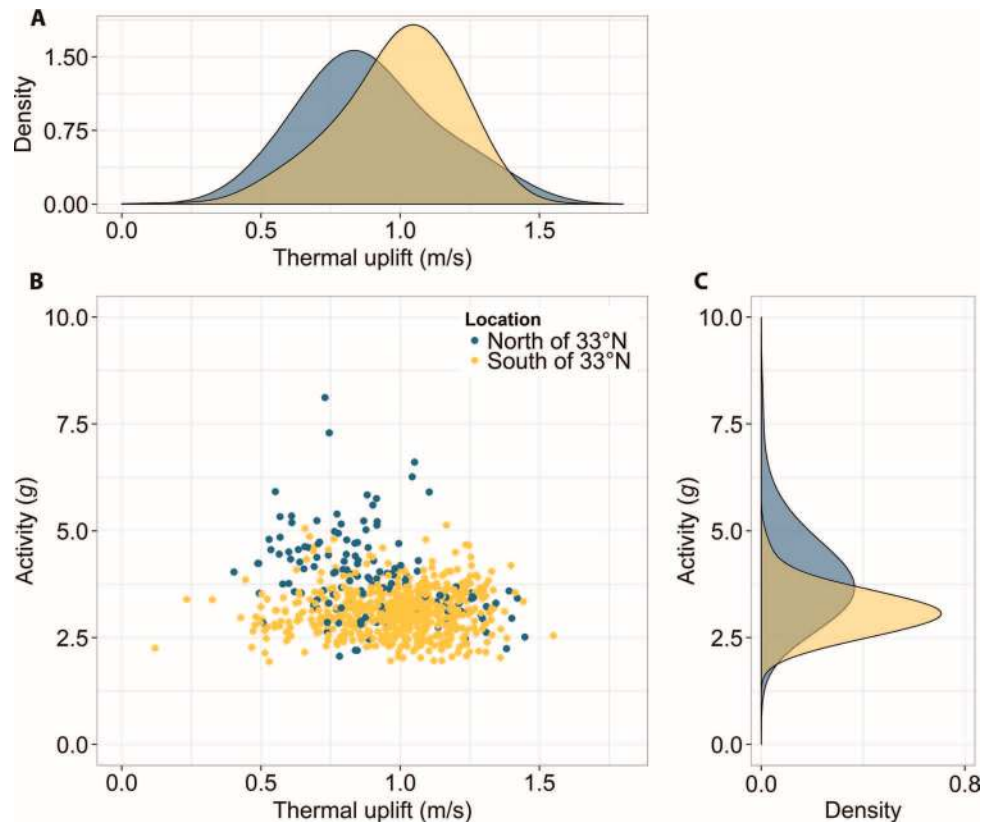 A
Density
1.50
0.75
0.00
0.0 0.5 1.0 1.5
Thermal uplift (m/s)
B
Activity (g)
10.0
7.5
5.0
2.5
0.0
Location
North of 33°N
South of 33°N
0.0 0.5 1.0 1.5
Thermal uplift (m/s)
C
Activity (g)
10.0
7.5
5.0
2.5
0.0
0.0 0.8
Density